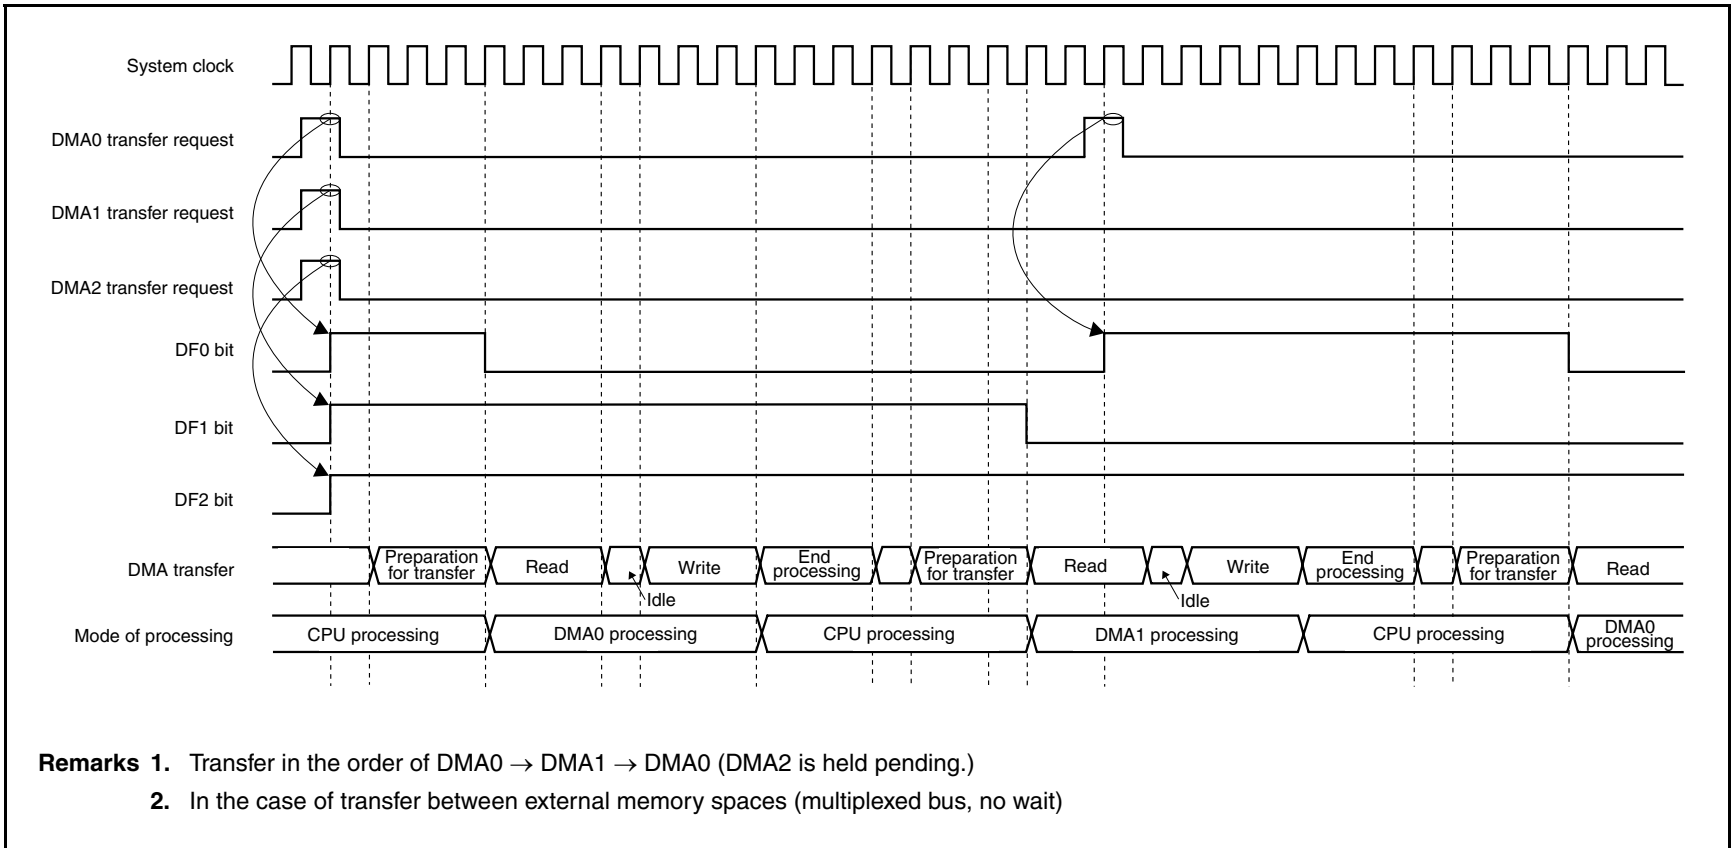 System clock
DMA0 transfer request
DMA1 transfer request
DMA2 transfer request
DF0 bit
DF1 bit
DF2 bit
DMA transfer
Preparation
for transfer
Read
Idle
Write
End
processing
Preparation
for transfer
Read
Idle
Write
End
processing
Preparation
for transfer
Read
Mode of processing
CPU processing
DMA0 processing
CPU processing
DMA1 processing
CPU processing
DMA0
processing
Remarks 1. Transfer in the order of DMA0 → DMA1 → DMA0 (DMA2 is held pending.)
2. In the case of transfer between external memory spaces (multiplexed bus, no wait)